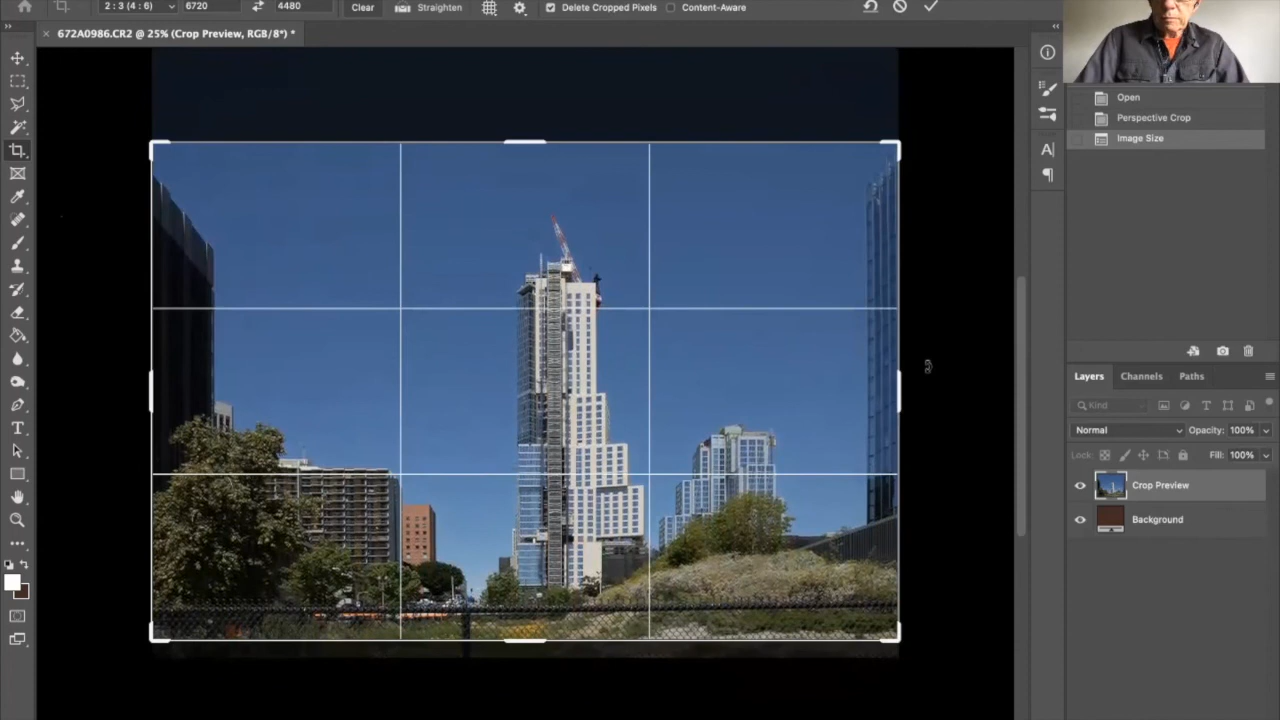 2 : 3 (4 : 6) 6720 4480 Clear Straighten Delete Cropped Pixels Content-Aware
672A0986.CR2 @ 25% (Crop Preview, RGB/8*) *
Open
Perspective Crop
Image Size
Layers Channels Paths
Kind
Normal Opacity: 100%
Lock: Fill: 100%
Crop Preview
Background